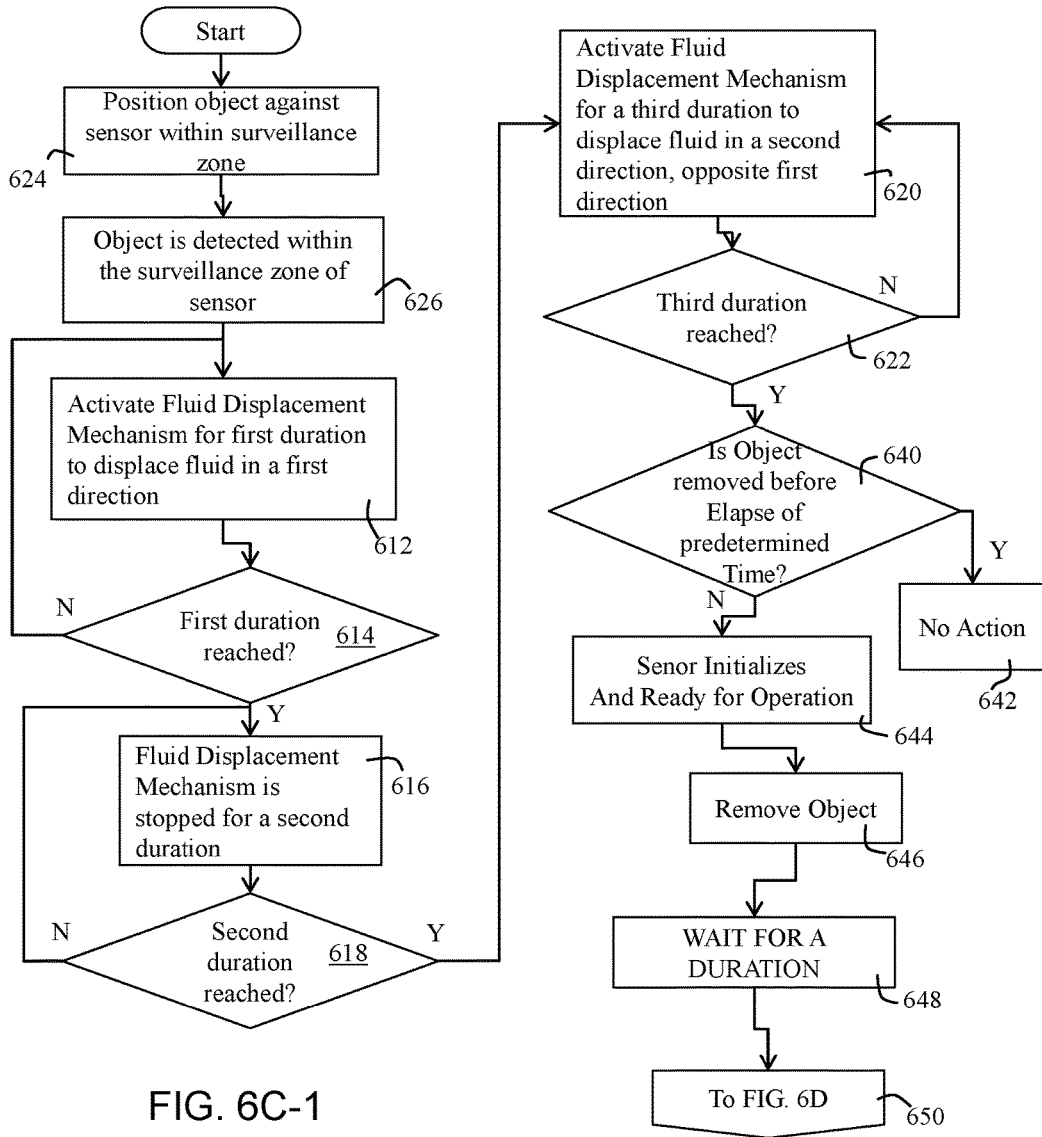 Start
Position object against
sensor within surveillance
zone
624
Object is detected within
the surveillance zone of
sensor
626
Activate Fluid Displacement
Mechanism for first duration
to displace fluid in a first
direction
612
N
First duration
reached?
614
Y
Fluid Displacement
Mechanism is
stopped for a second
duration
616
N
Second
duration
reached?
618
Y
FIG. 6C-1
Activate Fluid
Displacement Mechanism
for a third duration to
displace fluid in a second
direction, opposite first
direction
620
Third duration
reached?
N
622
Y
Is Object
removed before
Elapse of
predetermined
Time?
640
Y
No Action
642
N
Senor Initializes
And Ready for Operation
644
Remove Object
646
WAIT FOR A
DURATION
648
To FIG. 6D
650